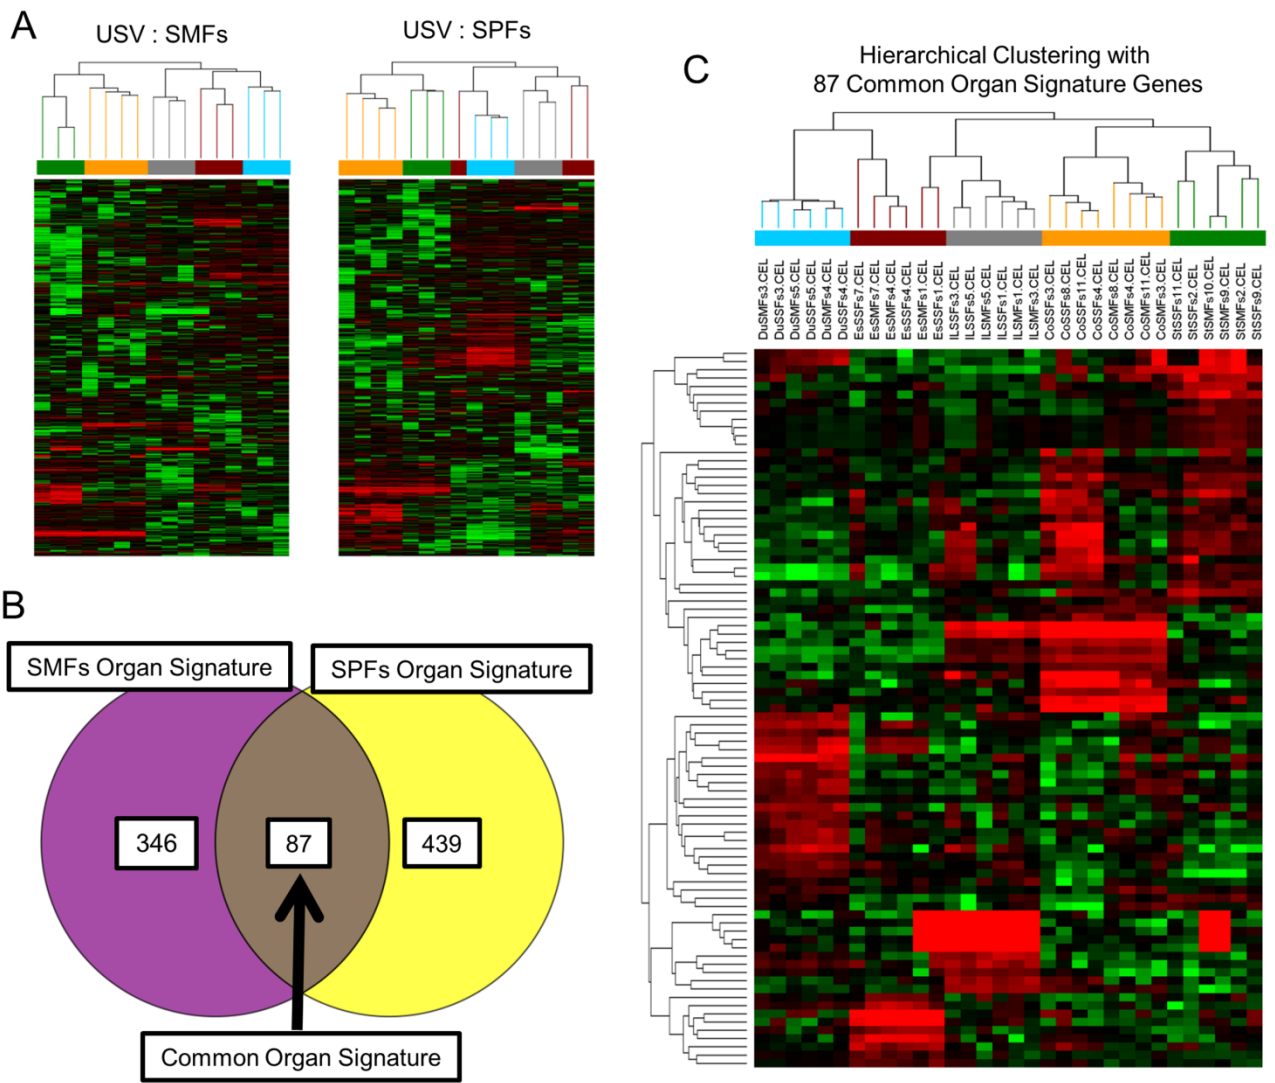 A
USV : SMFs
USV : SPFs
B
SMFs Organ Signature
SPFs Organ Signature
346
87
439
Common Organ Signature
C
Hierarchical Clustering with
87 Common Organ Signature Genes
DuSMFs3.CEL
DuSSFs3.CEL
DuSMFs5.CEL
DuSSFs5.CEL
DuSMFs4.CEL
DuSSFs4.CEL
EsSSFs7.CEL
EsSMFs7.CEL
EsSMFs4.CEL
EsSSFs4.CEL
EsSMFs1.CEL
EsSSFs1.CEL
ILSSFs3.CEL
ILSSFs5.CEL
ILSMFs5.CEL
ILSSFs1.CEL
ILSMFs1.CEL
ILSMFs3.CEL
CoSSFs3.CEL
CoSSFs8.CEL
CoSSFs11.CEL
CoSSFs4.CEL
CoSMFs8.CEL
CoSMFs4.CEL
CoSMFs11.CEL
CoSMFs3.CEL
StSSFs11.CEL
StSSFs2.CEL
StSMFs10.CEL
StSMFs9.CEL
StSMFs2.CEL
StSSFs9.CEL